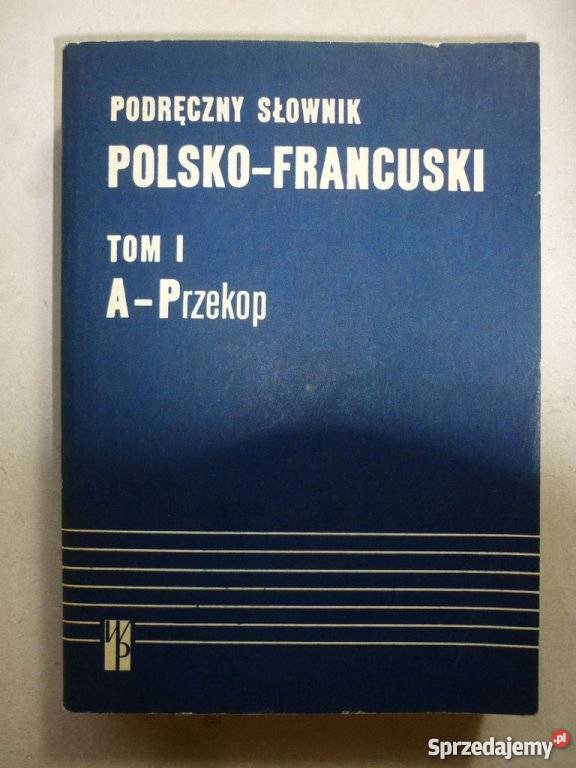 PODRĘCZNY SŁOWNIK
POLSKO-FRANCUSKI
TOM I
A-Przekop
WP
Sprzedajemy.pl